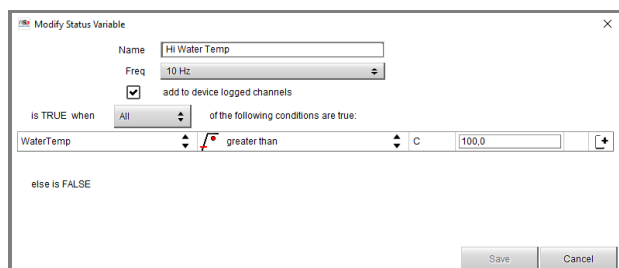 Modify Status Variable
Name Hi Water Temp
Freq 10 Hz
add to device logged channels
is TRUE when All of the following conditions are true:
WaterTemp greater than C 100,0
else is FALSE
Save Cancel